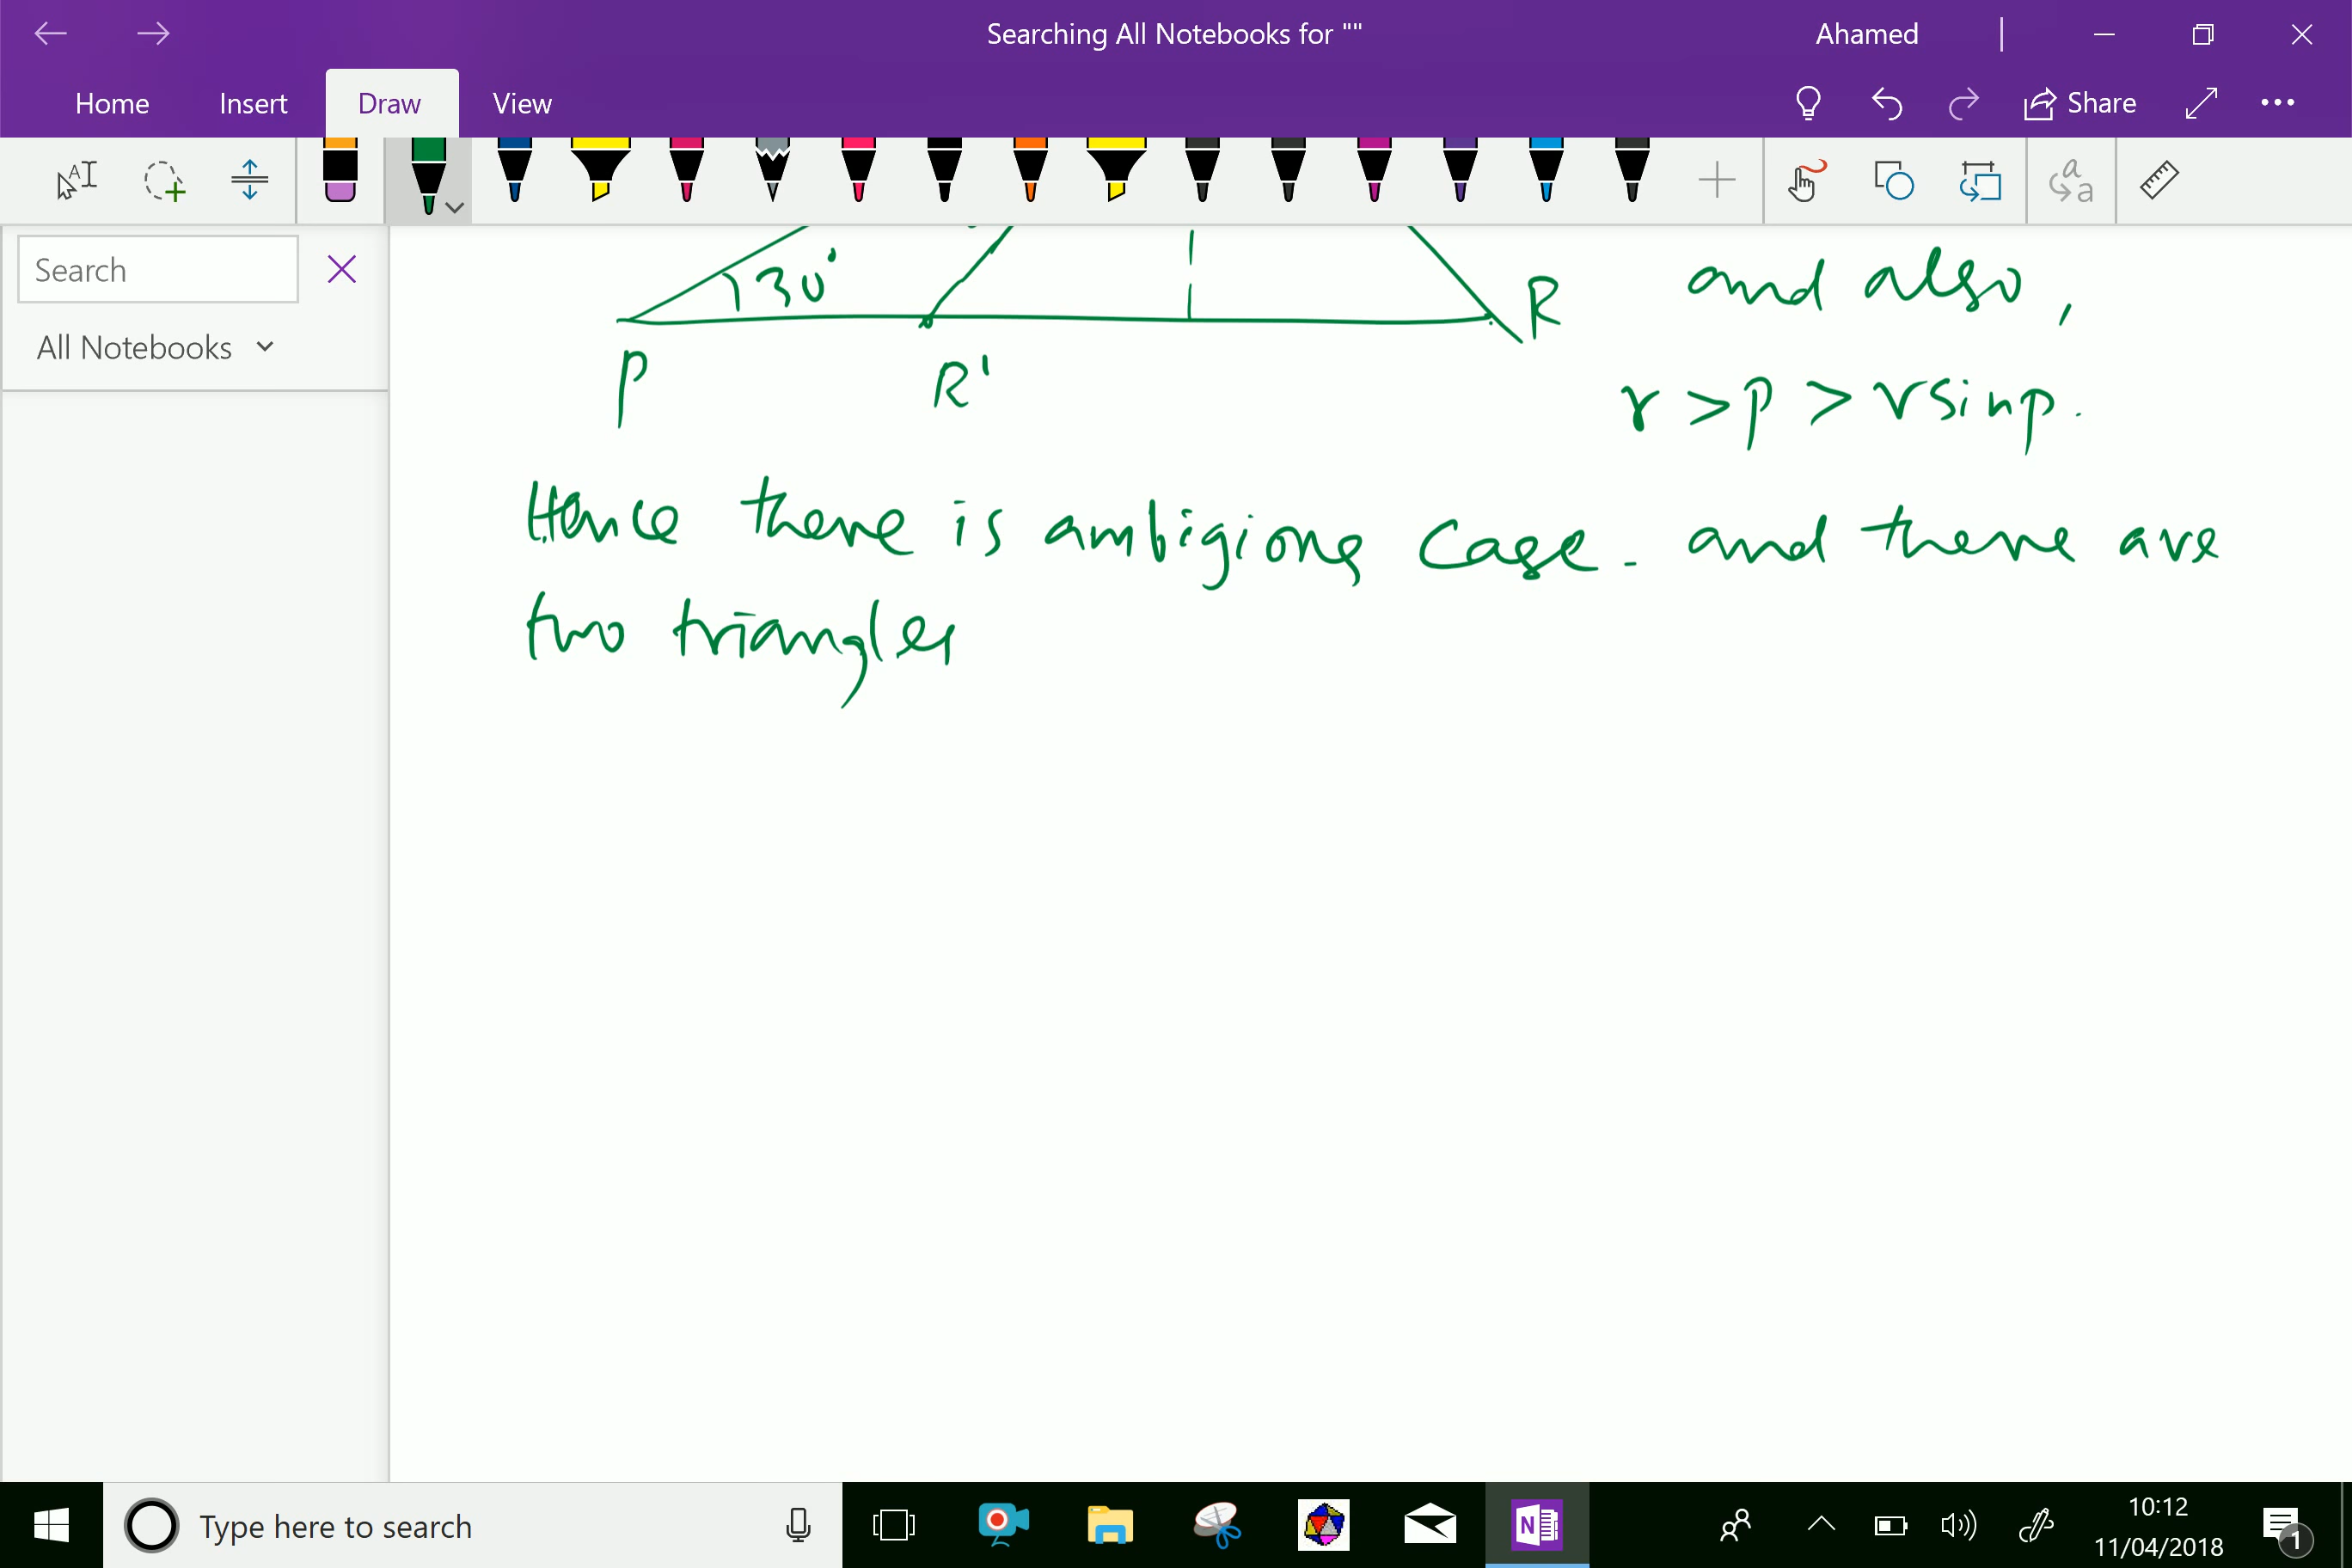 Searching All Notebooks for ""
Ahamed
Home Insert Draw View
Share
Search
All Notebooks
30°
P
R'
R
and also,
r > p > r sin p.
Hence there is ambigious case. and there are
two triangles
Type here to search
10:12
11/04/2018
1